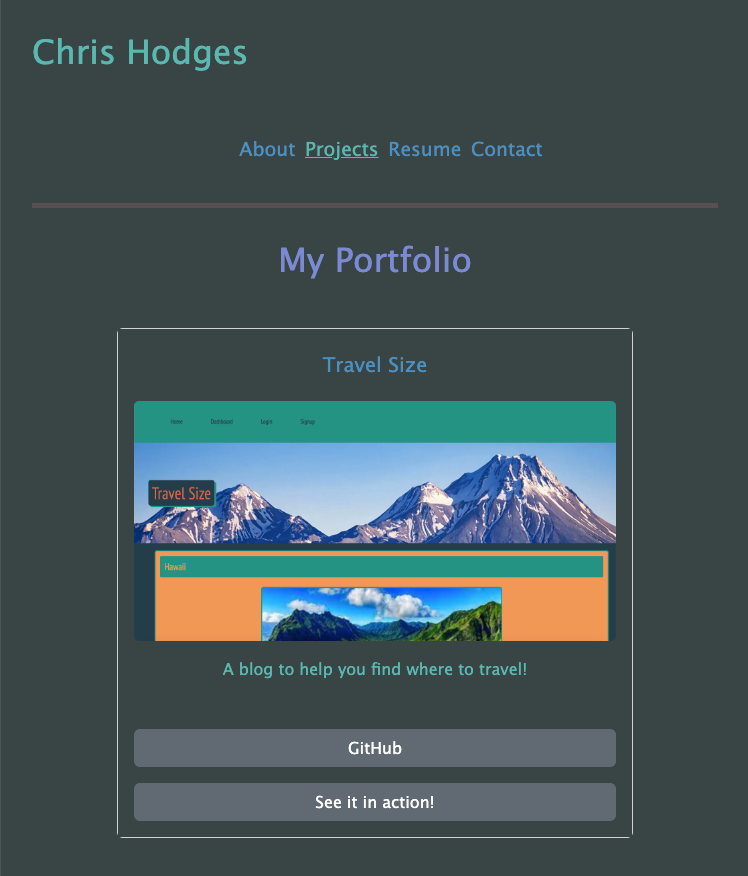 Chris Hodges
About Projects Resume Contact
My Portfolio
Travel Size
Home Dashboard Login Signup
Travel Size
Hawaii
A blog to help you find where to travel!
GitHub
See it in action!